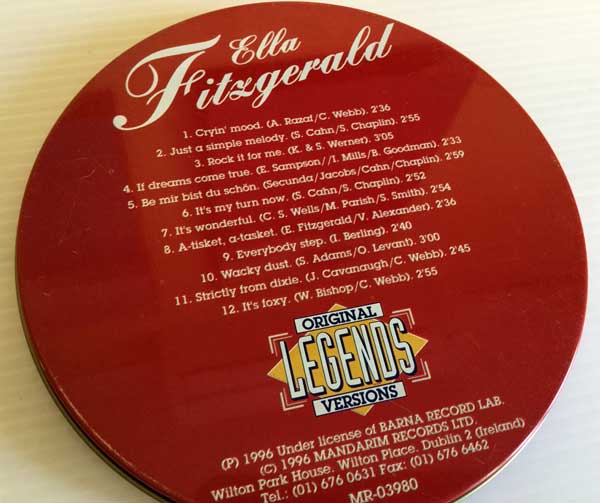 Ella
Fitzgerald
1. Cryin' mood. (A. Razaf/C. Webb). 2'36
2. Just a simple melody. (S. Cahn/S. Chaplin). 2'55
3. Rock it for me. (K. & S. Werner). 3'05
4. If dreams come true. (E. Sampson//I. Mills/B. Goodman). 2'33
5. Be mir bist du schön. (Secunda/Jacobs/Cahn/Chaplin). 2'59
6. It's my turn now. (S. Cahn/S. Chaplin). 2'52
7. It's wonderful. (C. S. Wells/M. Parish/S. Smith). 2'54
8. A-tisket, a-tasket. (E. Fitzgerald/V. Alexander). 2'36
9. Everybody step. (I. Berling). 2'40
10. Wacky dust. (S. Adams/O. Levant). 3'00
11. Strictly from dixie. (J. Cavanaugh/C. Webb). 2'45
12. It's foxy. (W. Bishop/C. Webb). 2'55
ORIGINAL
LEGENDS
VERSIONS
(P) 1996 Under license of BARNA RECORD LAB.
(C) 1996 MANDARIM RECORDS LTD.
Wilton Park House. Wilton Place. Dublin 2 (Ireland)
Tel.: (01) 676 0631 Fax: (01) 676 6462
MR-03980